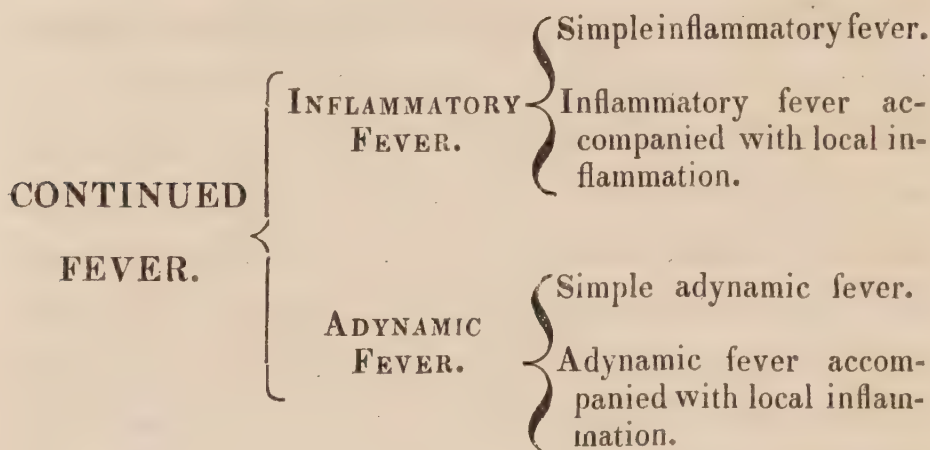 CONTINUED
FEVER.
INFLAMMATORY
FEVER.
Simple inflammatory fever.
Inflammatory fever ac-
companied with local in-
flammation.
ADYNAMIC
FEVER.
Simple adynamic fever.
Adynamic fever accom-
panied with local inflam-
mation.